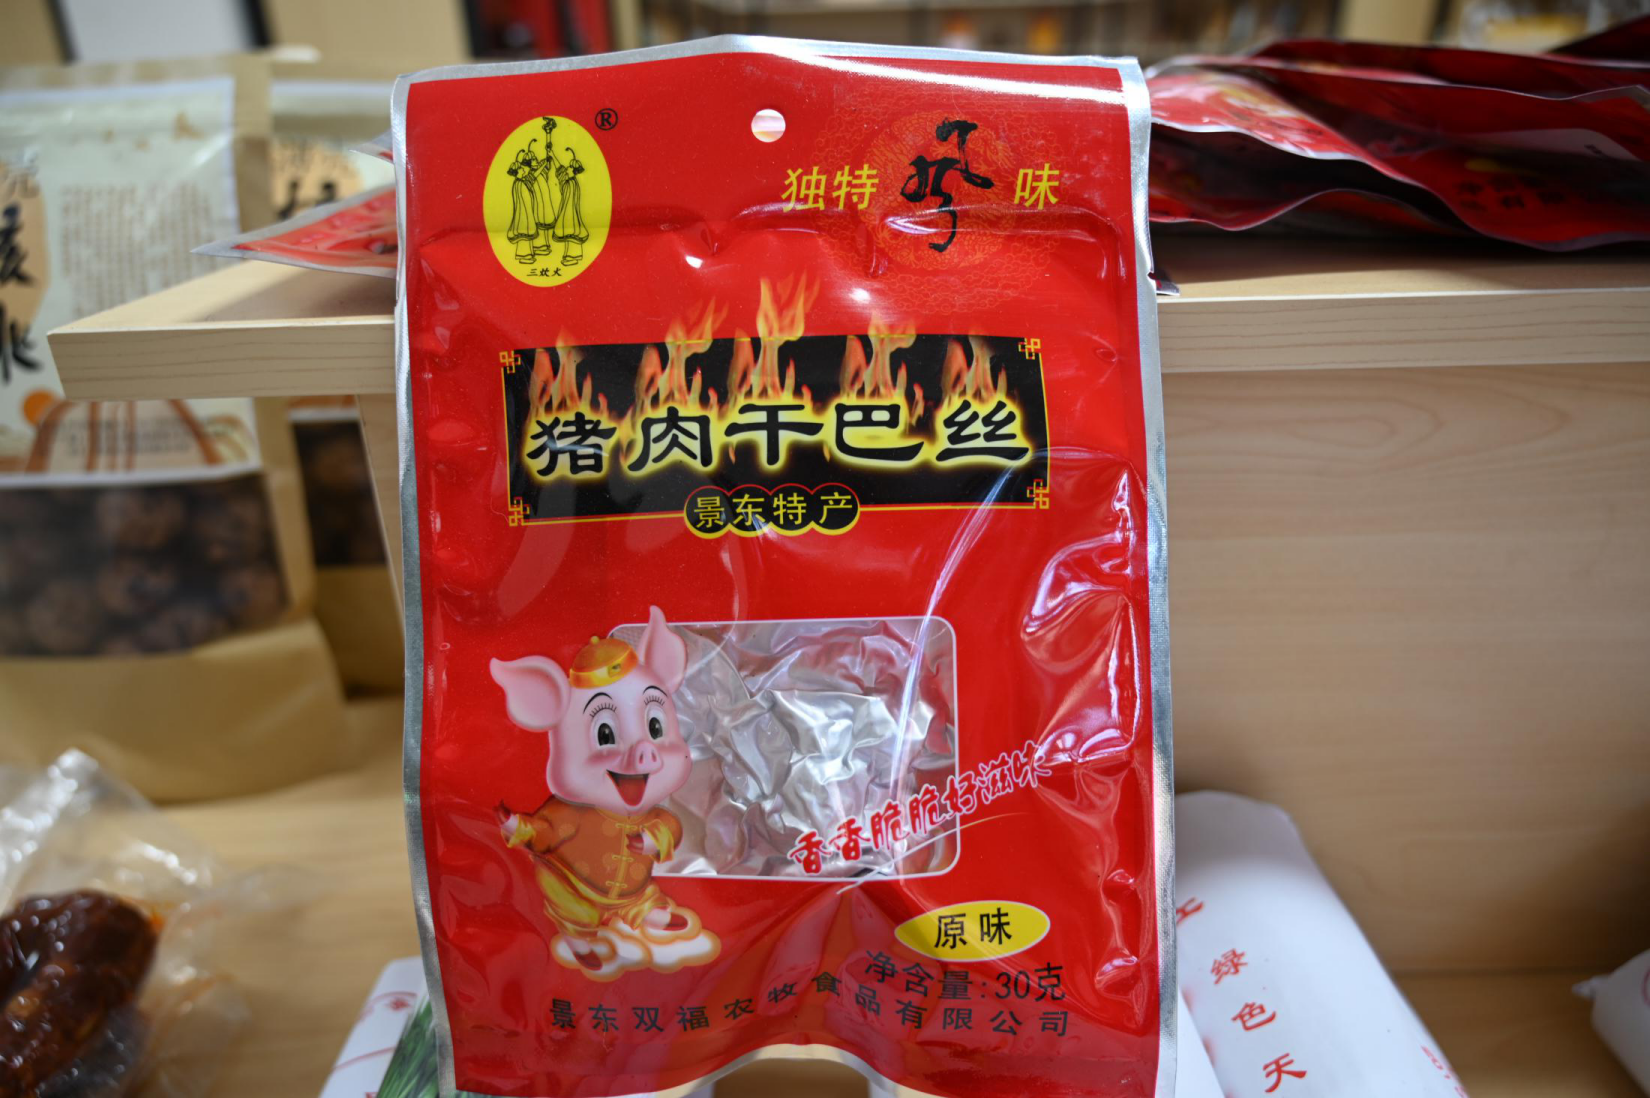 ®
三炊火
独特风味
猪肉干巴丝
景东特产
香香脆脆好滋味
原味
净含量:30克
景东双福农牧食品有限公司
绿
色
天